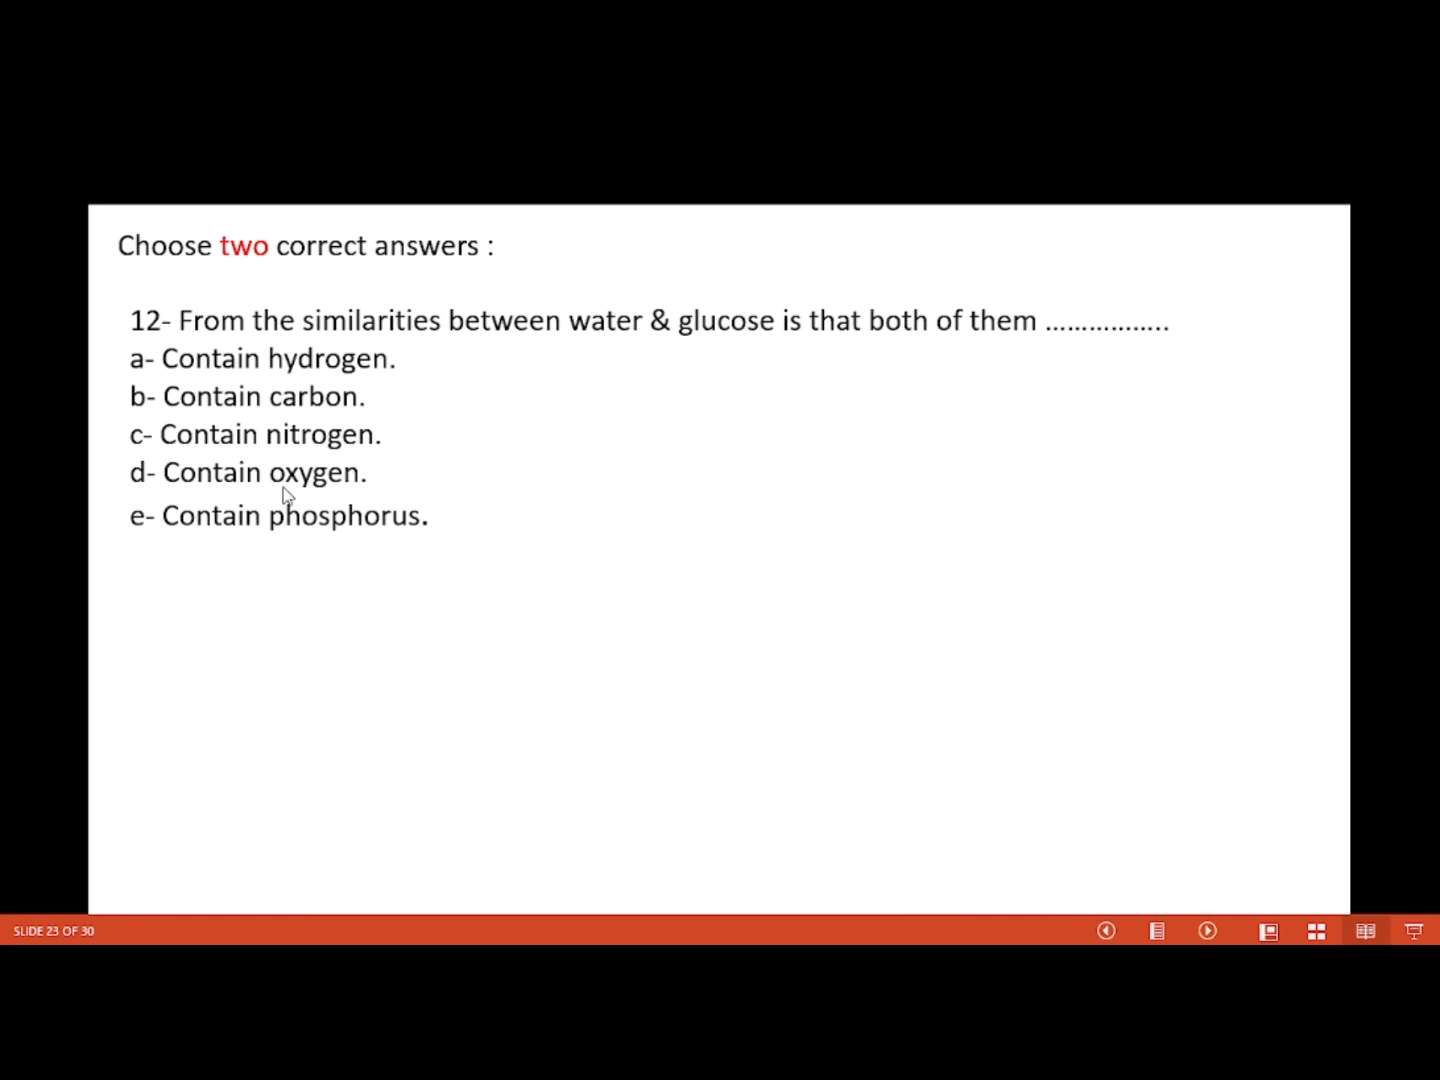 Choose two correct answers :
12- From the similarities between water & glucose is that both of them ……………..
a- Contain hydrogen.
b- Contain carbon.
c- Contain nitrogen.
d- Contain oxygen.
e- Contain phosphorus.
SLIDE 23 OF 30